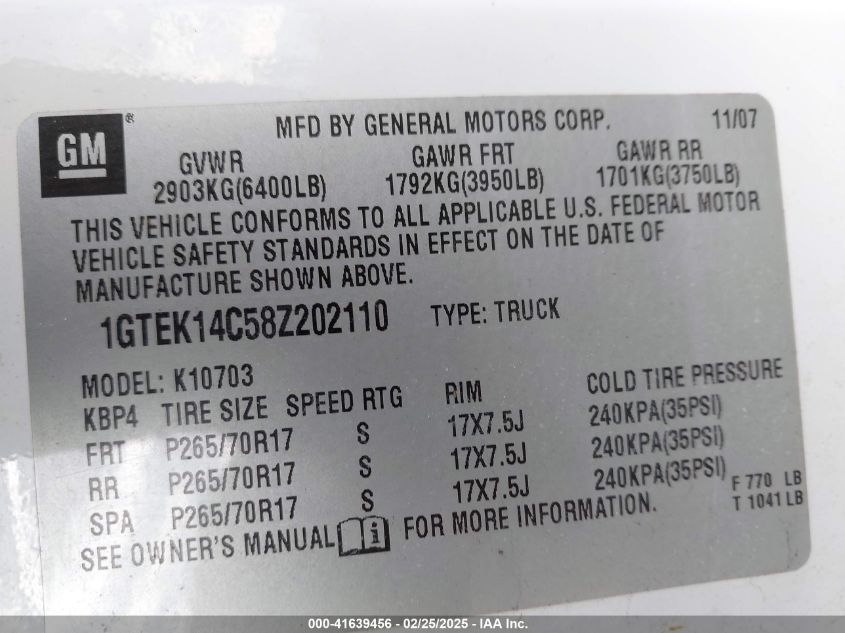 GM® MFD BY GENERAL MOTORS CORP. 11/07
GVWR GAWR FRT GAWR RR
2903KG(6400LB) 1792KG(3950LB) 1701KG(3750LB)
THIS VEHICLE CONFORMS TO ALL APPLICABLE U.S. FEDERAL MOTOR
VEHICLE SAFETY STANDARDS IN EFFECT ON THE DATE OF
MANUFACTURE SHOWN ABOVE.
1GTEK14C58Z202110 TYPE: TRUCK
MODEL: K10703
KBP4 TIRE SIZE SPEED RTG RIM COLD TIRE PRESSURE
FRT P265/70R17 S 17X7.5J 240KPA(35PSI)
RR P265/70R17 S 17X7.5J 240KPA(35PSI)
SPA P265/70R17 S 17X7.5J 240KPA(35PSI)
F 770 LB
T 1041 LB
SEE OWNER'S MANUAL i FOR MORE INFORMATION.
000-41639456 - 02/25/2025 - IAA Inc.